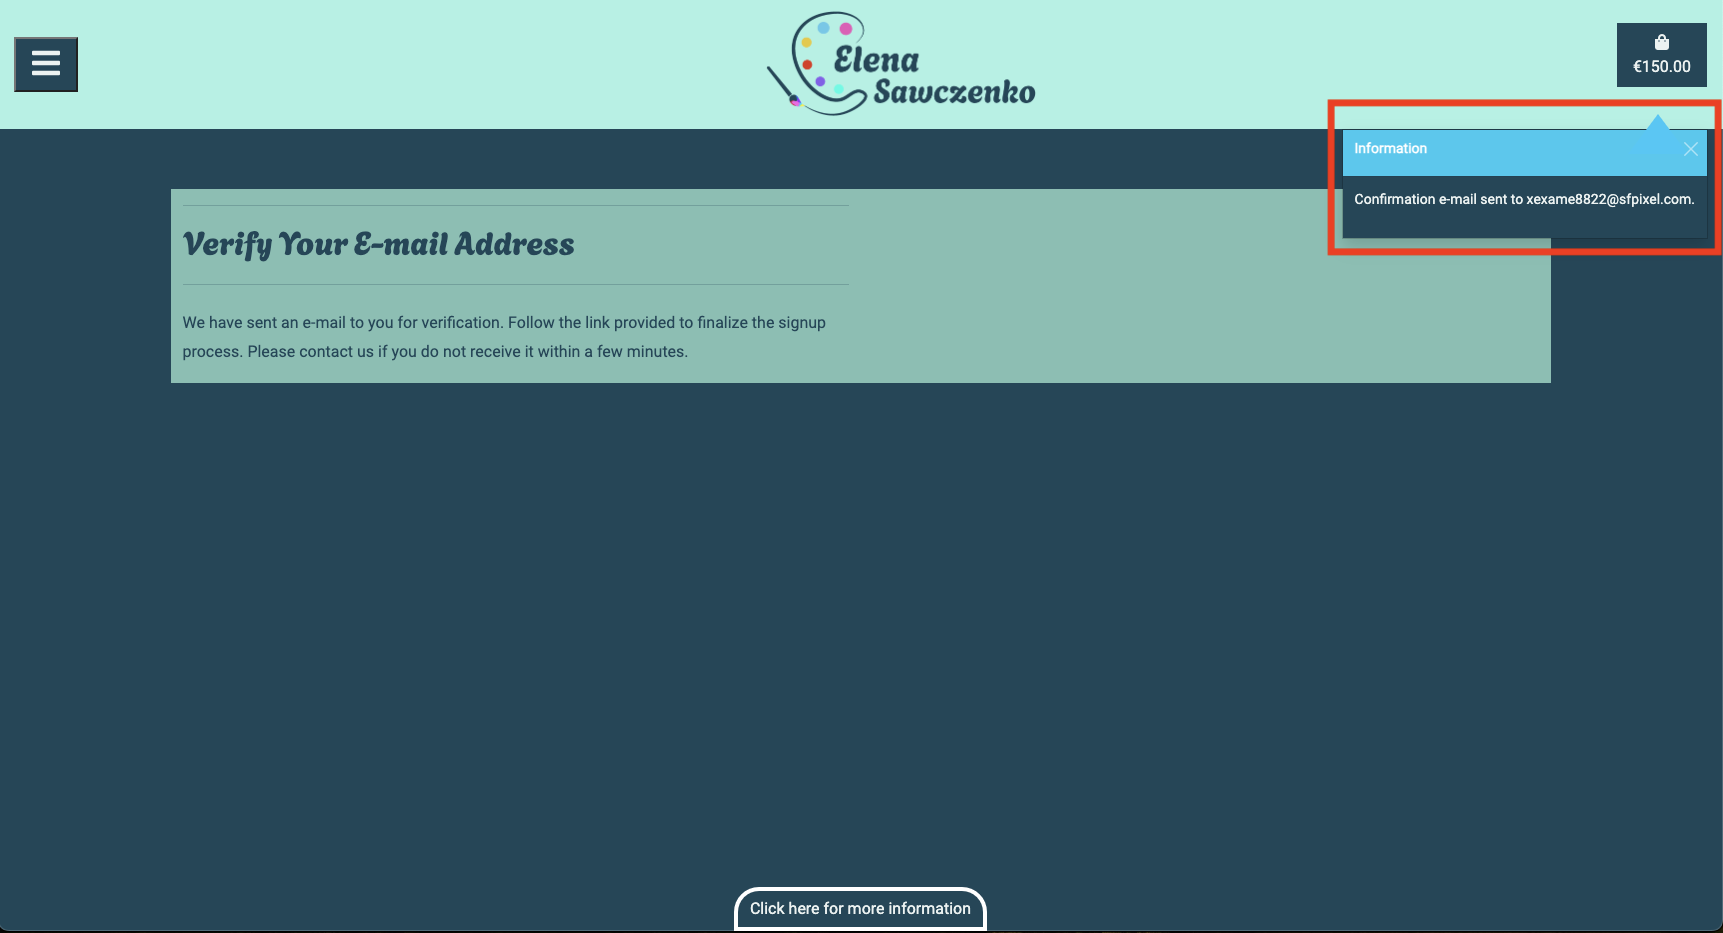 Elena
Sawczenko
€150.00
Information
Confirmation e-mail sent to xexame8822@sfpixel.com.
Verify Your E-mail Address
We have sent an e-mail to you for verification. Follow the link provided to finalize the signup
process. Please contact us if you do not receive it within a few minutes.
Click here for more information